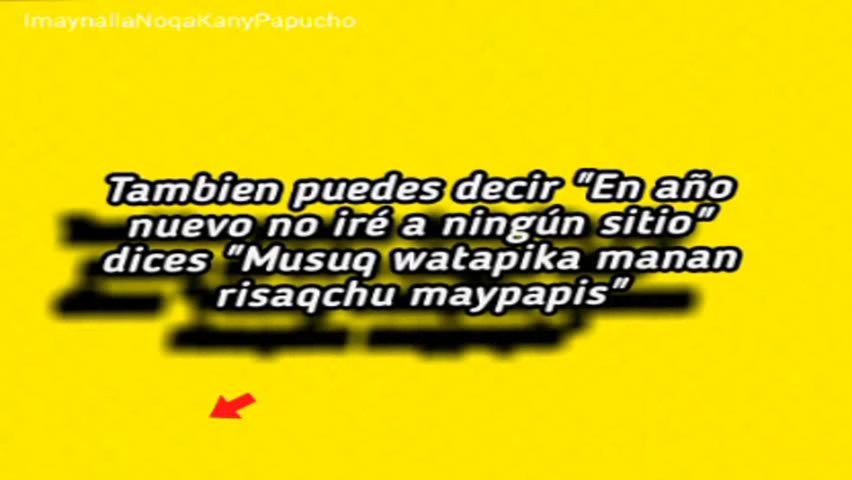 ImaynallaNoqaKanyPapucho
Tambien puedes decir "En año
nuevo no iré a ningún sitio"
dices "Musuq watapika manan
risaqchu maypapis"